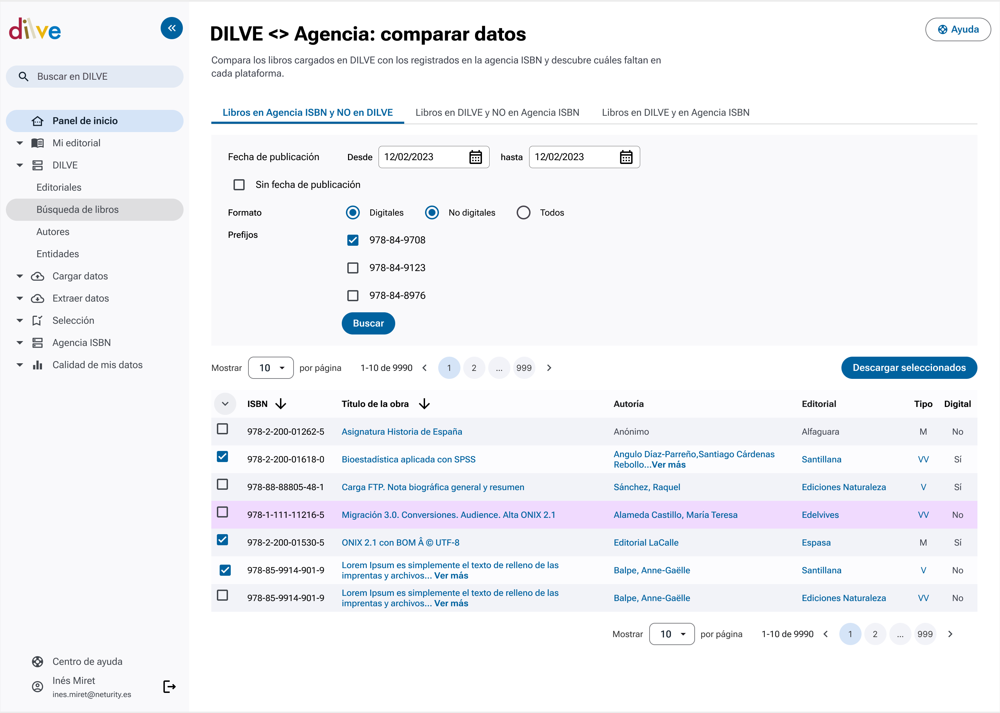 dilve
Buscar en DILVE
Panel de inicio
Mi editorial
DILVE
Editoriales
Búsqueda de libros
Autores
Entidades
Cargar datos
Extraer datos
Selección
Agencia ISBN
Calidad de mis datos
Centro de ayuda
Inés Miret
ines.miret@neturity.es
DILVE <> Agencia: comparar datos
Ayuda
Compara los libros cargados en DILVE con los registrados en la agencia ISBN y descubre cuáles faltan en
cada plataforma.
Libros en Agencia ISBN y NO en DILVE Libros en DILVE y NO en Agencia ISBN Libros en DILVE y en Agencia ISBN
Fecha de publicación Desde 12/02/2023 hasta 12/02/2023
Sin fecha de publicación
Formato Digitales No digitales Todos
Prefijos
978-84-9708
978-84-9123
978-84-8976
Buscar
Mostrar 10 por página 1-10 de 9990 1 2 ... 999
Descargar seleccionados
ISBN Título de la obra Autoría Editorial Tipo Digital
978-2-200-01262-5 Asignatura Historia de España Anónimo Alfaguara M No
978-2-200-01618-0 Bioestadística aplicada con SPSS Angulo Díaz-Parreño,Santiago Cárdenas
Rebollo...Ver más Santillana VV Sí
978-88-88805-48-1 Carga FTP. Nota biográfica general y resumen Sánchez, Raquel Ediciones Naturaleza V Sí
978-1-111-11216-5 Migración 3.0. Conversiones. Audience. Alta ONIX 2.1 Alameda Castillo, María Teresa Edelvives VV No
978-2-200-01530-5 ONIX 2.1 con BOM Â © UTF-8 Editorial LaCalle Espasa M Sí
978-85-9914-901-9 Lorem Ipsum es simplemente el texto de relleno de las
imprentas y archivos... Ver más Balpe, Anne-Gaëlle Santillana V No
978-85-9914-901-9 Lorem Ipsum es simplemente el texto de relleno de las
imprentas y archivos... Ver más Balpe, Anne-Gaëlle Ediciones Naturaleza VV No
Mostrar 10 por página 1-10 de 9990 1 2 ... 999